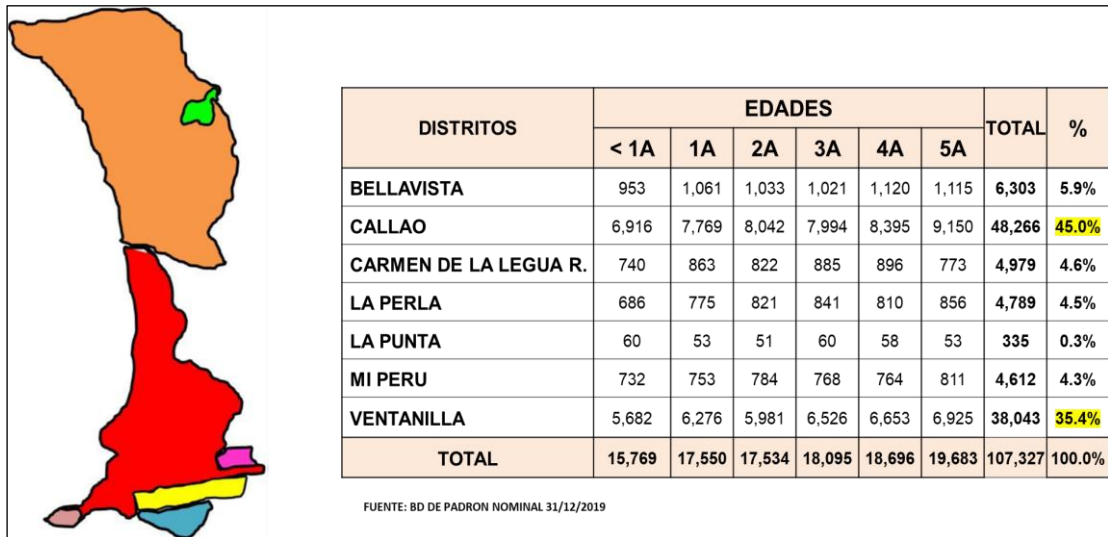 DISTRITOS EDADES TOTAL %
< 1A 1A 2A 3A 4A 5A
BELLAVISTA 953 1,061 1,033 1,021 1,120 1,115 6,303 5.9%
CALLAO 6,916 7,769 8,042 7,994 8,395 9,150 48,266 45.0%
CARMEN DE LA LEGUA R. 740 863 822 885 896 773 4,979 4.6%
LA PERLA 686 775 821 841 810 856 4,789 4.5%
LA PUNTA 60 53 51 60 58 53 335 0.3%
MI PERU 732 753 784 768 764 811 4,612 4.3%
VENTANILLA 5,682 6,276 5,981 6,526 6,653 6,925 38,043 35.4%
TOTAL 15,769 17,550 17,534 18,095 18,696 19,683 107,327 100.0%
FUENTE: BD DE PADRON NOMINAL 31/12/2019